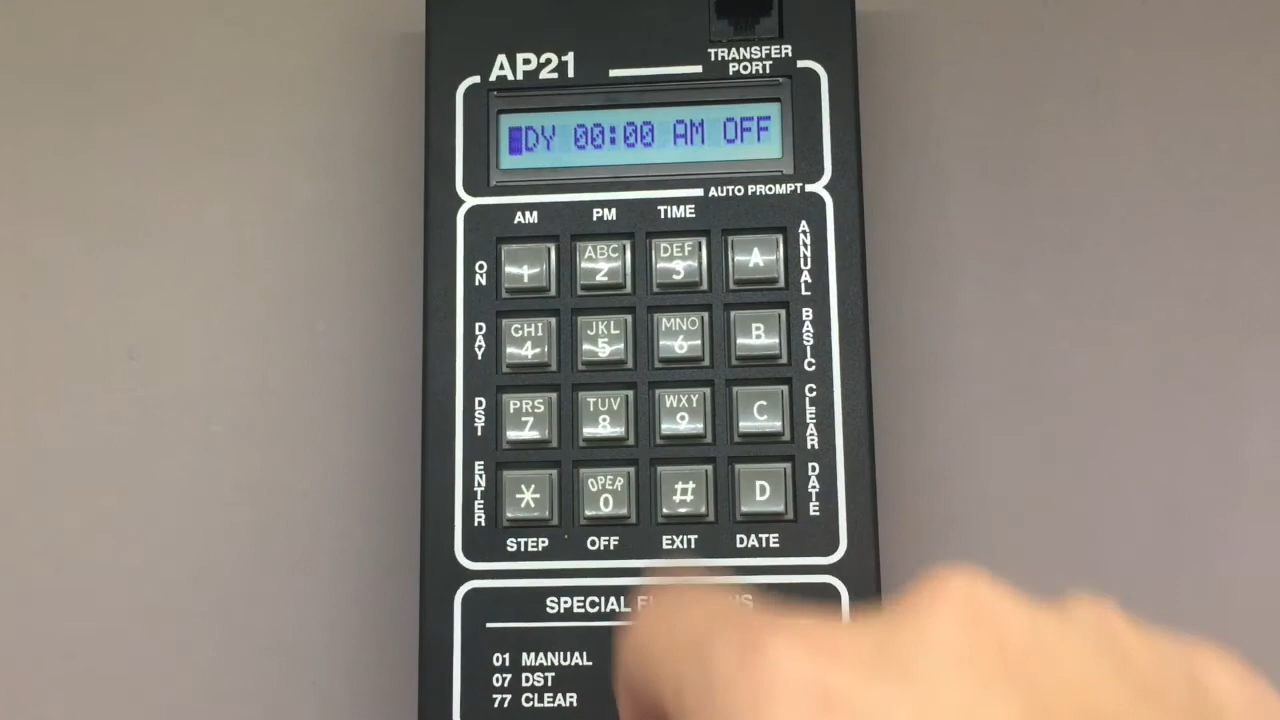 AP21
TRANSFER
PORT
DY 00:00 AM OFF
AUTO PROMPT
AM PM TIME
ON
1
ABC
2
DEF
3
A
ANNUAL
DAY
GHI
4
JKL
5
MNO
6
B
BASIC
DST
PRS
7
TUV
8
WXY
9
C
CLEAR
ENTER
*
OPER
0
#
D
DATE
STEP OFF EXIT DATE
SPECIAL
01 MANUAL
07 DST
77 CLEAR